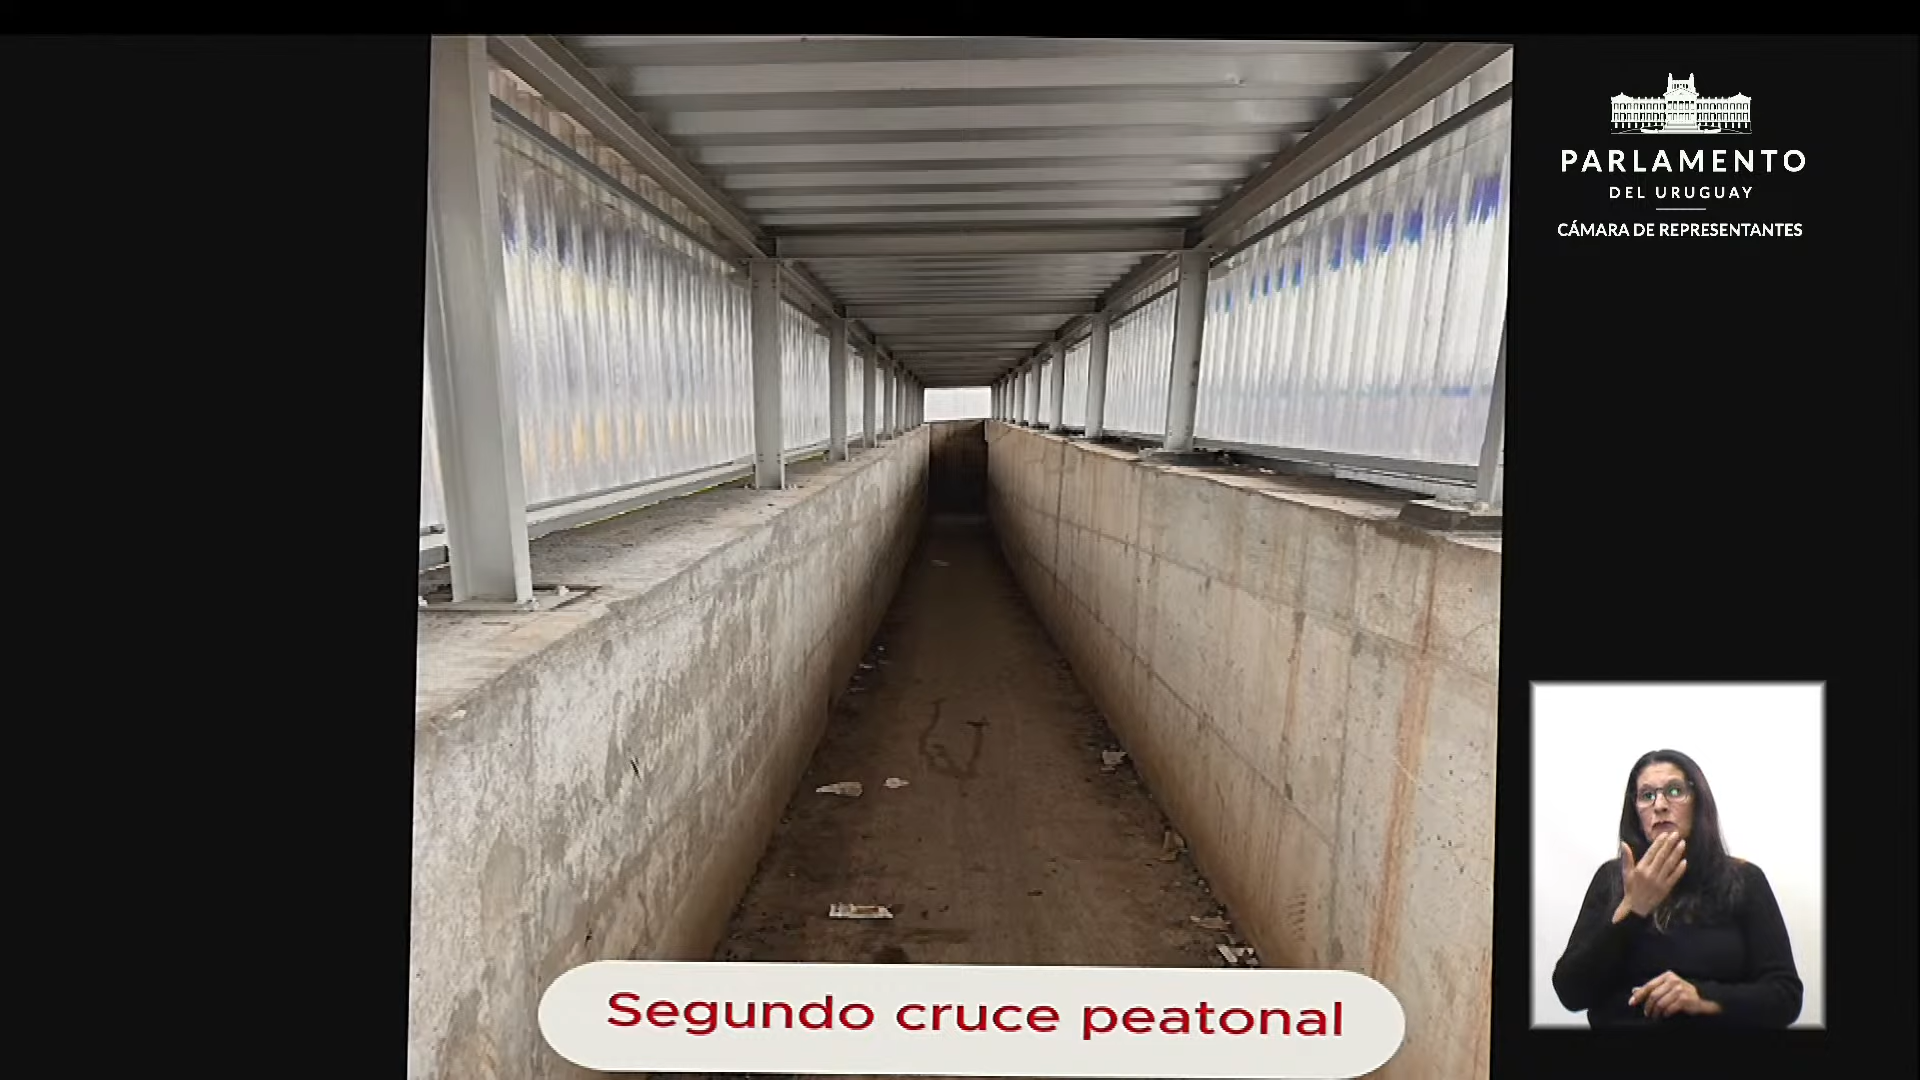 PARLAMENTO
DEL URUGUAY
CÁMARA DE REPRESENTANTES
Segundo cruce peatonal